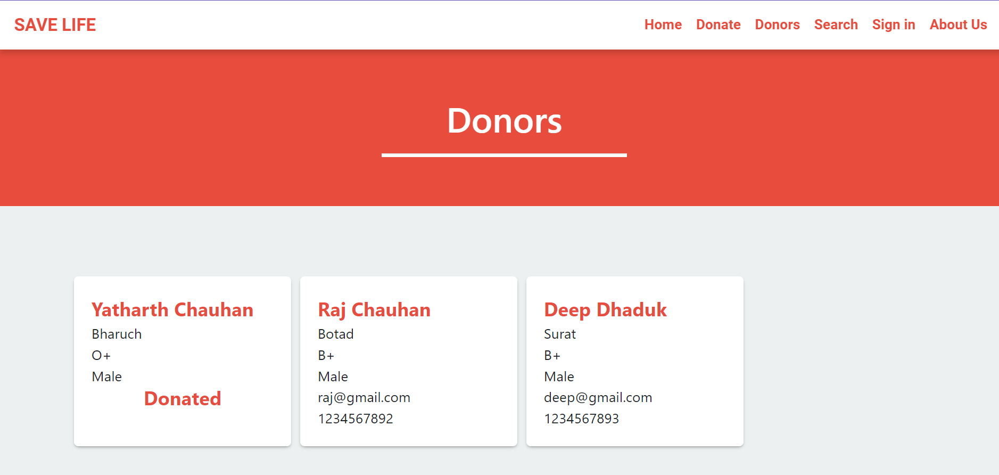 SAVE LIFE
Home Donate Donors Search Sign in About Us
Donors
Yatharth Chauhan
Bharuch
O+
Male
Donated
Raj Chauhan
Botad
B+
Male
raj@gmail.com
1234567892
Deep Dhaduk
Surat
B+
Male
deep@gmail.com
1234567893